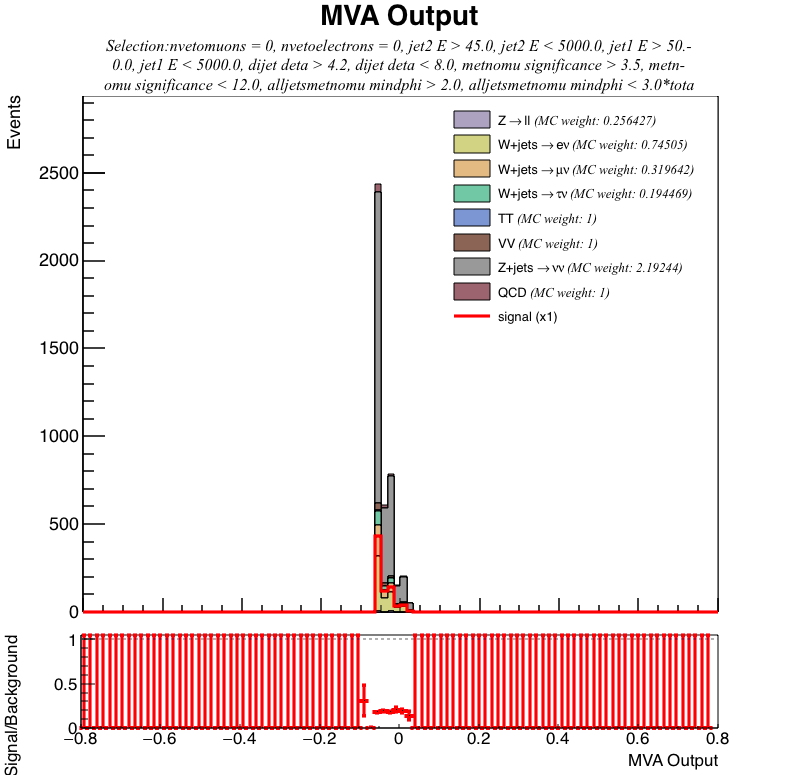 MVA Output
Selection:nvetomuons = 0, nvetoelectrons = 0, jet2 E > 45.0, jet2 E < 5000.0, jet1 E > 50.-
0.0, jet1 E < 5000.0, dijet deta > 4.2, dijet deta < 8.0, metnomu significance > 3.5, metn-
omu significance < 12.0, alljetsmetnomu mindphi > 2.0, alljetsmetnomu mindphi < 3.0*tota
Events
Z→ll (MC weight: 0.256427)
W+jets→eν (MC weight: 0.74505)
W+jets→μν (MC weight: 0.319642)
W+jets→τν (MC weight: 0.194469)
TT (MC weight: 1)
VV (MC weight: 1)
Z+jets→νν (MC weight: 2.19244)
QCD (MC weight: 1)
signal (x1)
2500
2000
1500
1000
500
0
Signal/Background
1
0.5
0
−0.8 −0.6 −0.4 −0.2 0 0.2 0.4 0.6 0.8
MVA Output